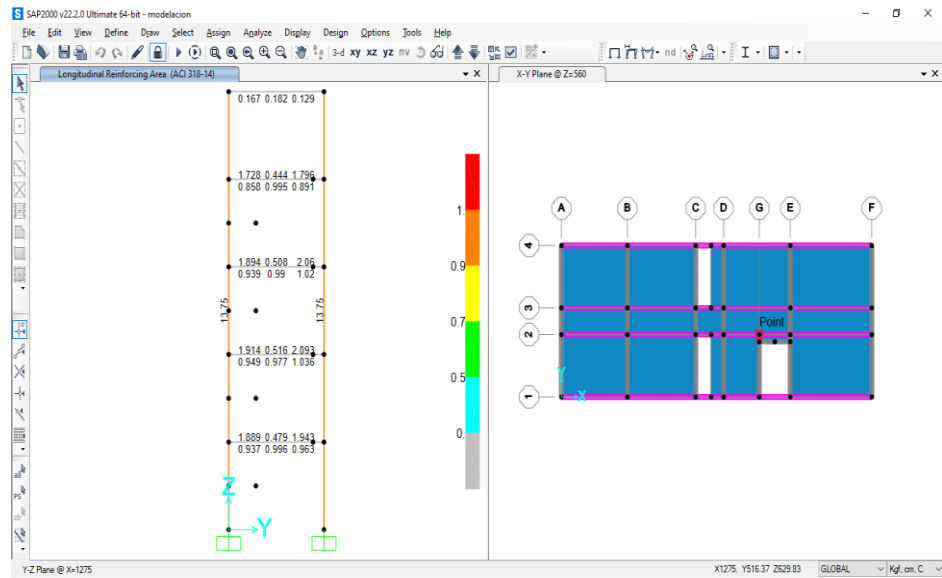 SAP2000 v22.2.0 Ultimate 64-bit - modelacion
File Edit View Define Draw Select Assign Analyze Display Design Options Tools Help
3-d xy xz yz nv
nd
Longitudinal Reinforcing Area (ACI 318-14)
X-Y Plane @ Z=560
0.167 0.182 0.129
1.728 0.444 1.796
0.858 0.995 0.891
1.894 0.508 2.06
0.939 0.99 1.02
13.75
13.75
1.914 0.516 2.093
0.949 0.977 1.036
1.889 0.479 1.943
0.937 0.996 0.963
Z
Y
1.
0.9
0.7
0.5
0.
A B C D G E F
4
3
2
1
Point
Y
X
all
PS
clr
Y-Z Plane @ X=1275
X1275. Y516.37 Z629.83
GLOBAL
Kgf, cm, C